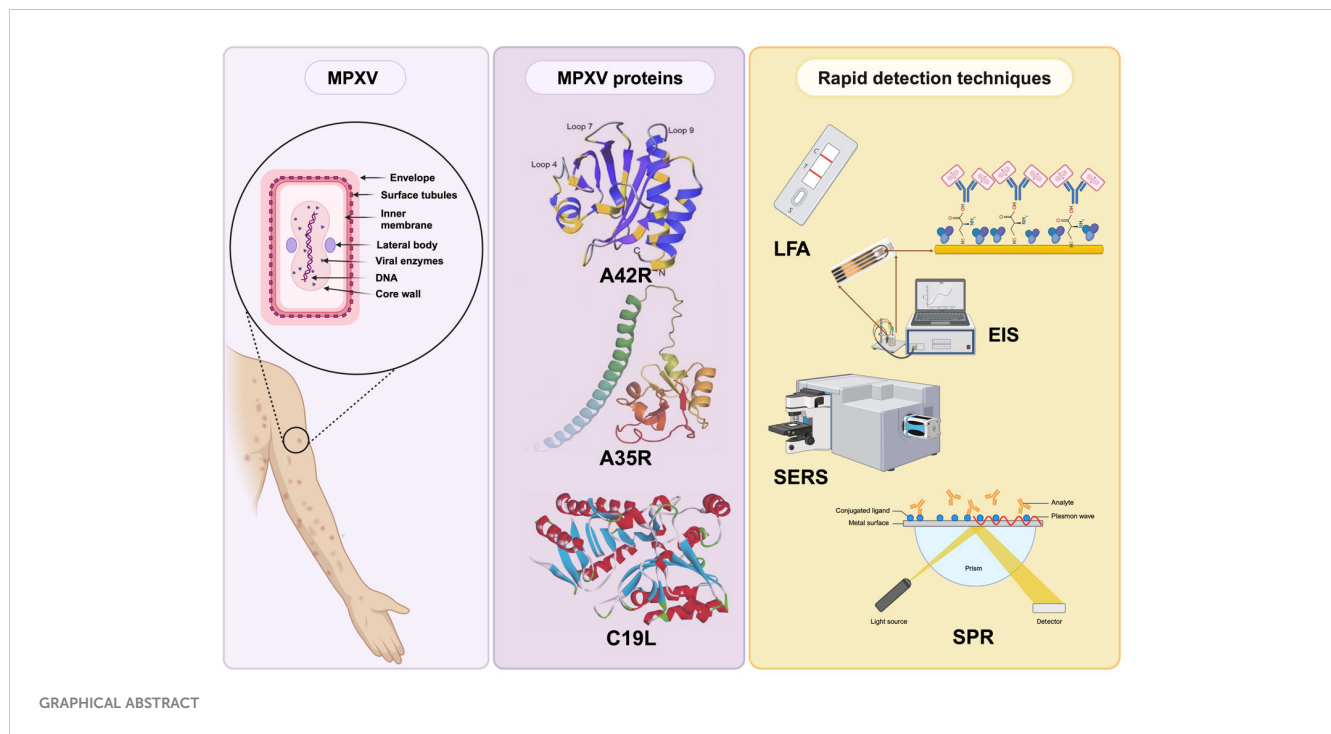 MPXV
Envelope
Surface tubules
Inner
membrane
Lateral body
Viral enzymes
DNA
Core wall
MPXV proteins
Loop 7
Loop 9
Loop 4
C
N
A42R
A35R
C19L
Rapid detection techniques
C
T
S
LFA
EIS
SERS
Analyte
Conjugated ligand
Plasmon wave
Metal surface
Prism
Light source
Detector
SPR
GRAPHICAL ABSTRACT